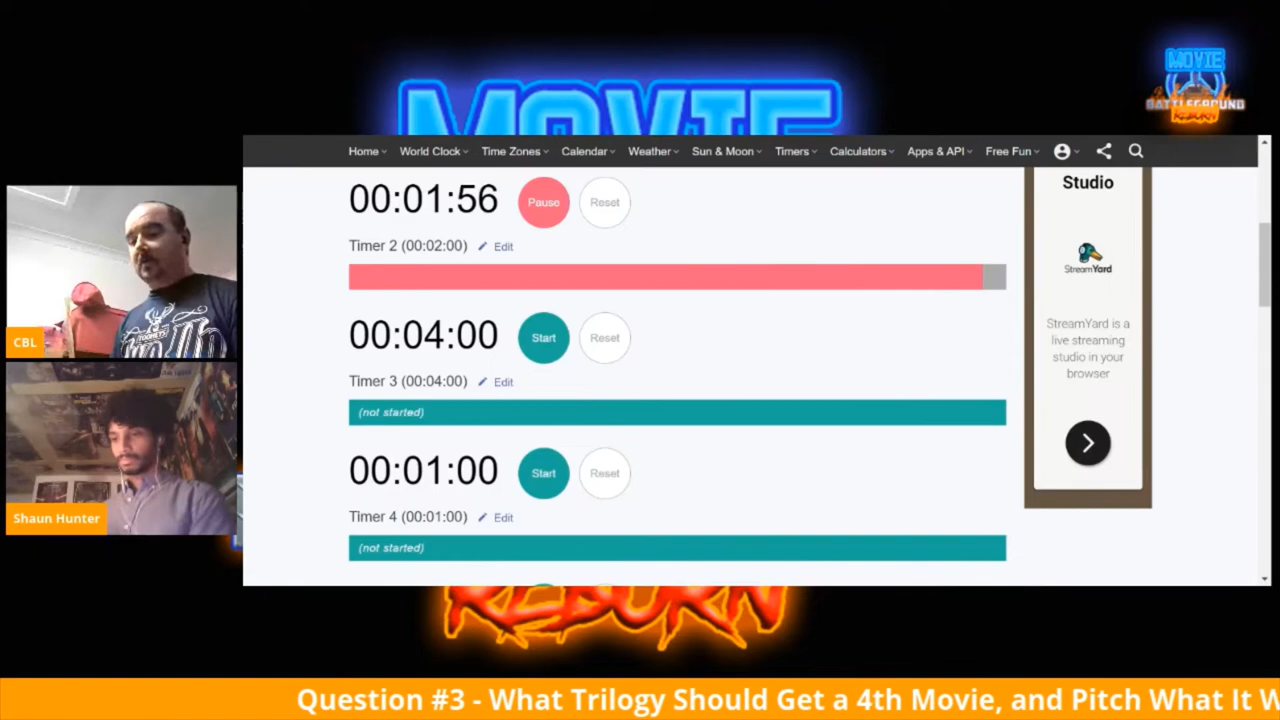 MOVIE
MOVIE
BATTLEGROUND
REBORN
Home
World Clock
Time Zones
Calendar
Weather
Sun & Moon
Timers
Calculators
Apps & API
Free Fun
00:01:56
Pause
Reset
Timer 2 (00:02:00)
Edit
00:04:00
Start
Reset
Timer 3 (00:04:00)
Edit
(not started)
00:01:00
Start
Reset
Timer 4 (00:01:00)
Edit
(not started)
Studio
StreamYard
StreamYard is a
live streaming
studio in your
browser
CBL
TOOHEYS
Shaun Hunter
REBORN
Question #3 - What Trilogy Should Get a 4th Movie, and Pitch What It W